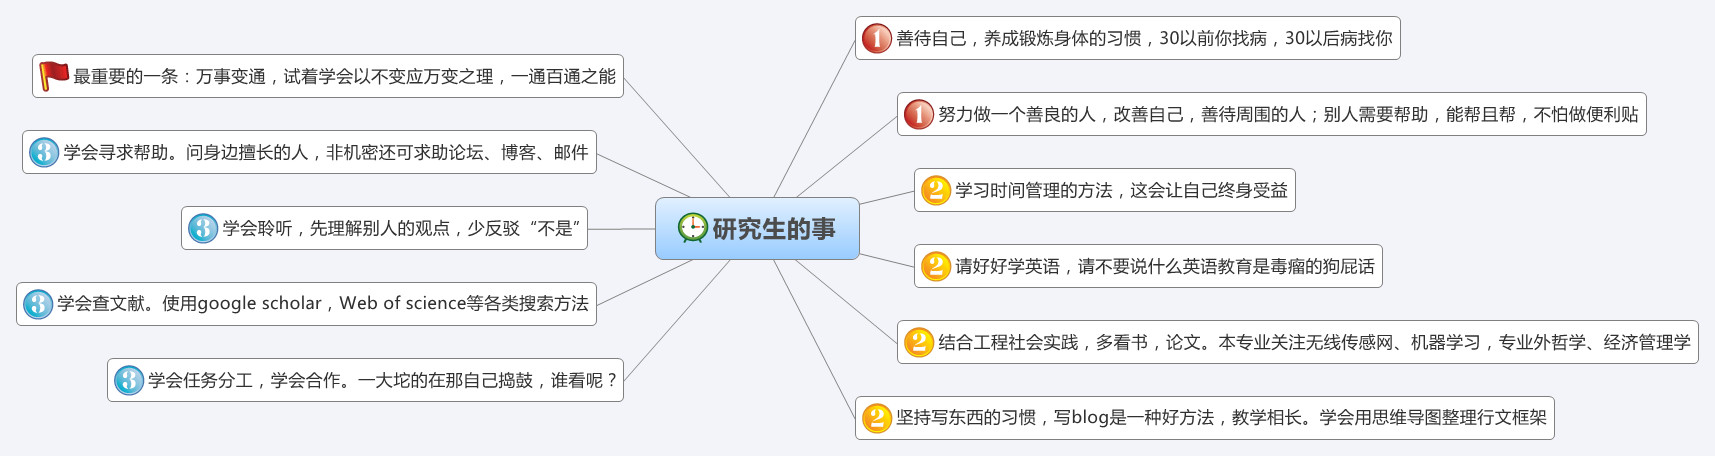 研究生的事
1 善待自己，养成锻炼身体的习惯，30以前你找病，30以后病找你
1 努力做一个善良的人，改善自己，善待周围的人；别人需要帮助，能帮且帮，不怕做便利贴
2 学习时间管理的方法，这会让自己终身受益
2 请好好学英语，请不要说什么英语教育是毒瘤的狗屁话
2 结合工程社会实践，多看书，论文。本专业关注无线传感网、机器学习，专业外哲学、经济管理学
2 坚持写东西的习惯，写blog是一种好方法，教学相长。学会用思维导图整理行文框架
最重要的一条：万事变通，试着学会以不变应万变之理，一通百通之能
3 学会寻求帮助。问身边擅长的人，非机密还可求助论坛、博客、邮件
3 学会聆听，先理解别人的观点，少反驳“不是”
3 学会查文献。使用google scholar，Web of science等各类搜索方法
3 学会任务分工，学会合作。一大坨的在那自己捣鼓，谁看呢？